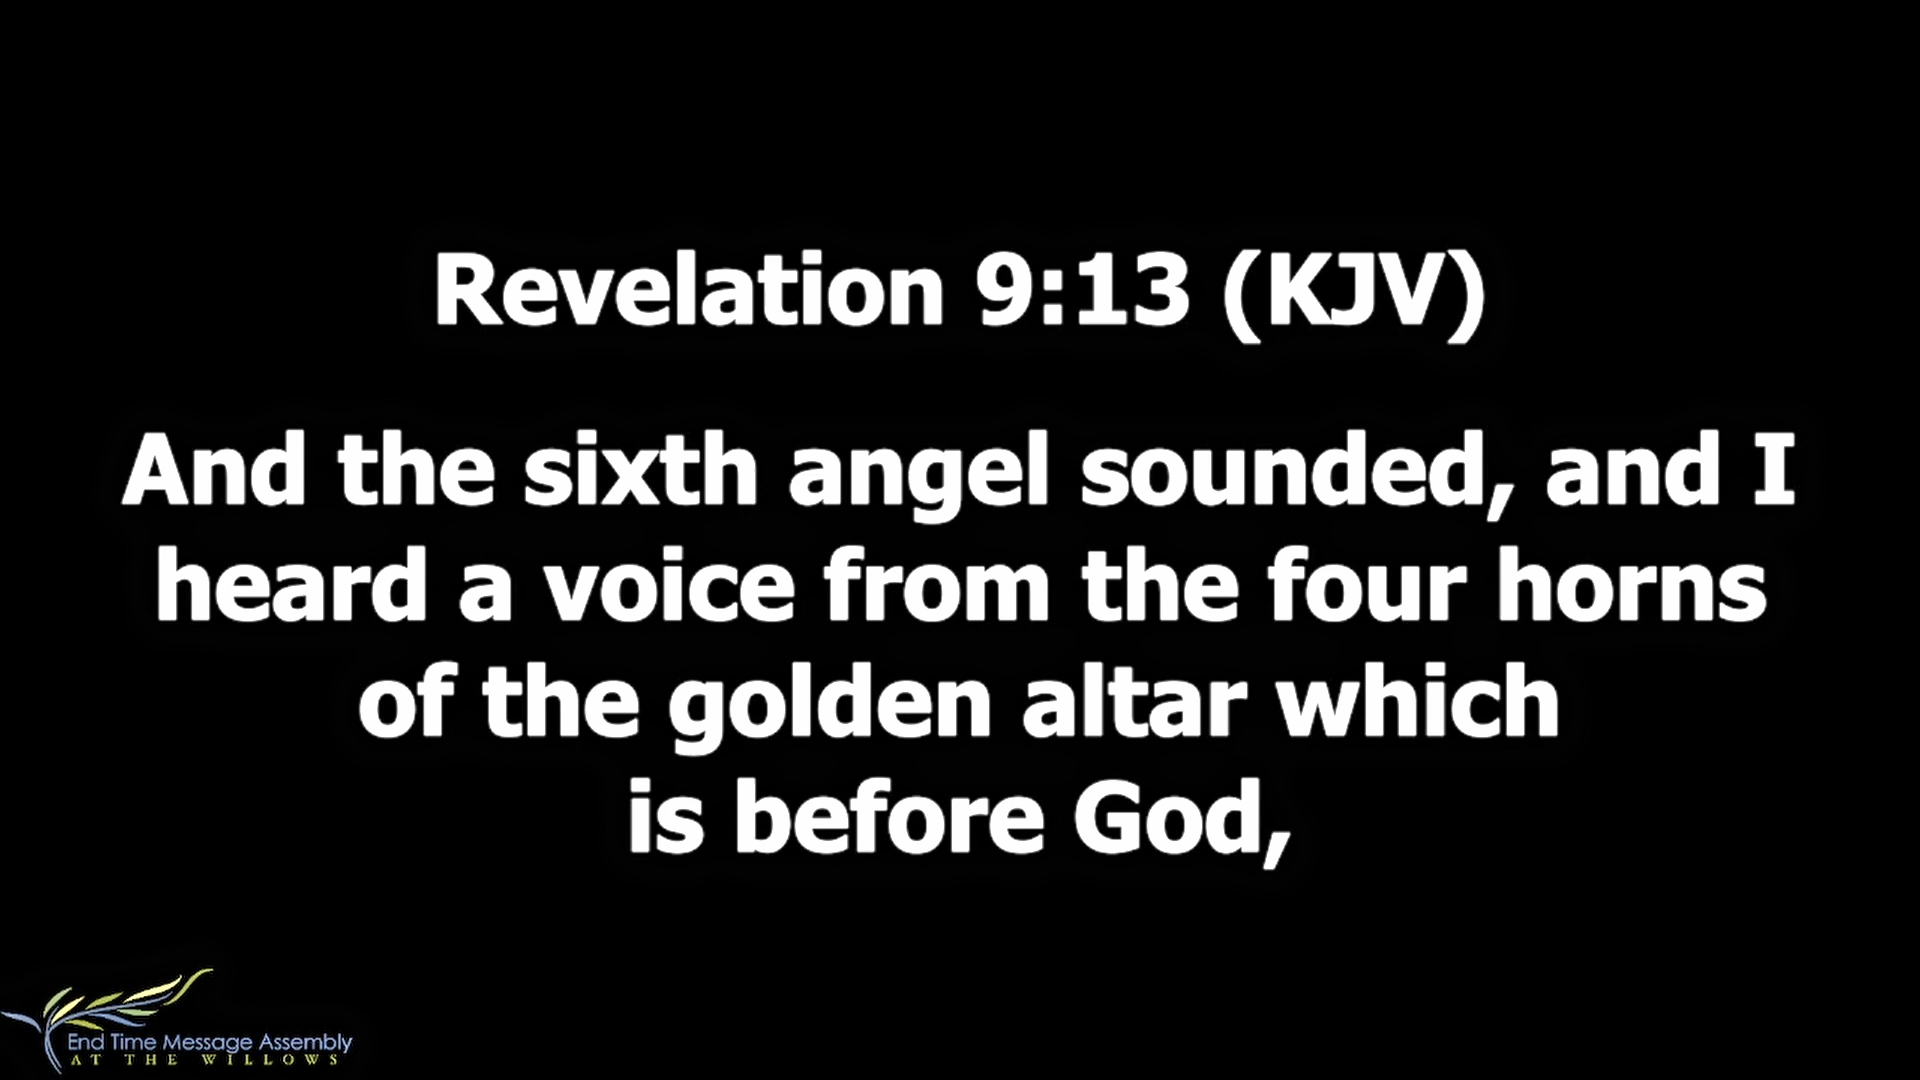 Revelation 9:13 (KJV)
And the sixth angel sounded, and I
heard a voice from the four horns
of the golden altar which
is before God,
End Time Message Assembly
AT THE WILLOWS